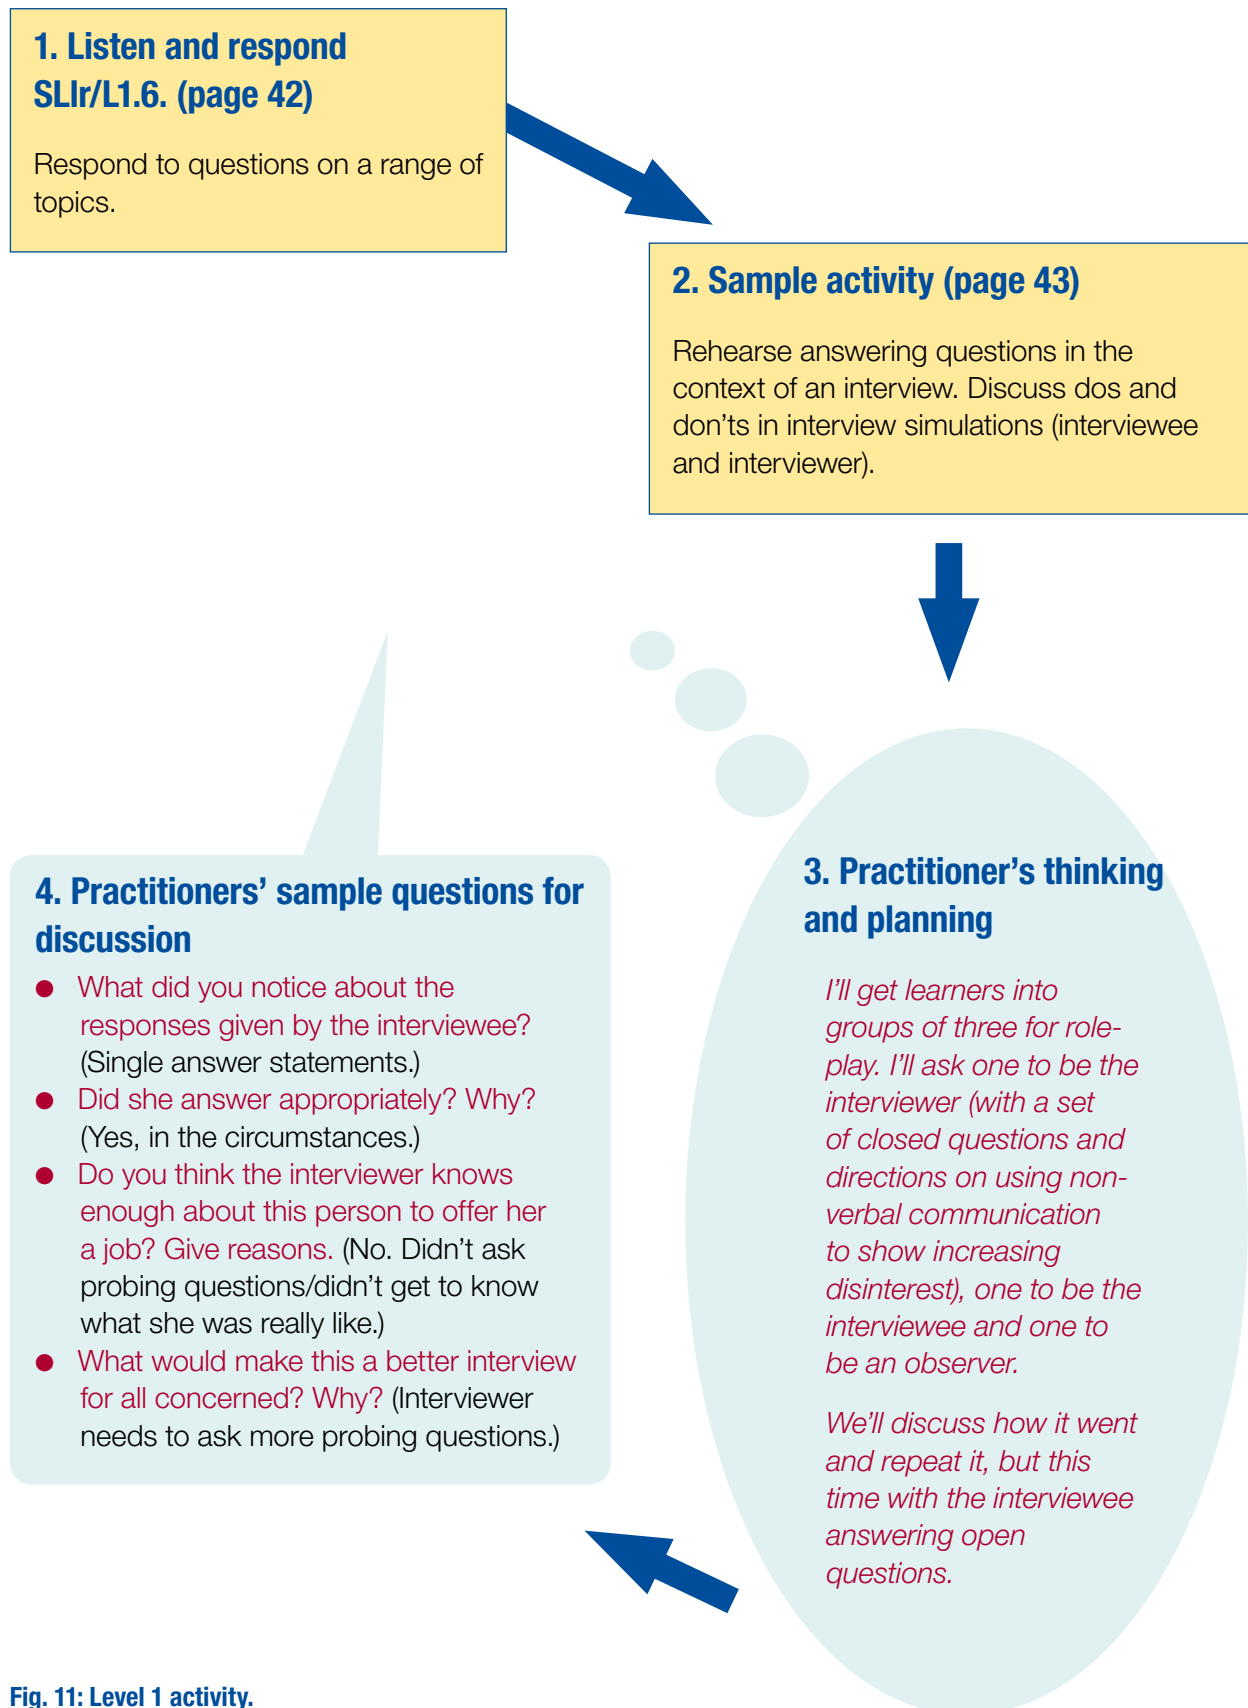 1. Listen and respond
SLlr/L1.6. (page 42)
Respond to questions on a range of
topics.
2. Sample activity (page 43)
Rehearse answering questions in the
context of an interview. Discuss dos and
don’ts in interview simulations (interviewee
and interviewer).
3. Practitioner’s thinking
and planning
I’ll get learners into
groups of three for role-
play. I’ll ask one to be the
interviewer (with a set
of closed questions and
directions on using non-
verbal communication
to show increasing
disinterest), one to be the
interviewee and one to
be an observer.
We’ll discuss how it went
and repeat it, but this
time with the interviewee
answering open
questions.
4. Practitioners’ sample questions for
discussion
● What did you notice about the
responses given by the interviewee?
(Single answer statements.)
● Did she answer appropriately? Why?
(Yes, in the circumstances.)
● Do you think the interviewer knows
enough about this person to offer her
a job? Give reasons. (No. Didn’t ask
probing questions/didn’t get to know
what she was really like.)
● What would make this a better interview
for all concerned? Why? (Interviewer
needs to ask more probing questions.)
Fig. 11: Level 1 activity.